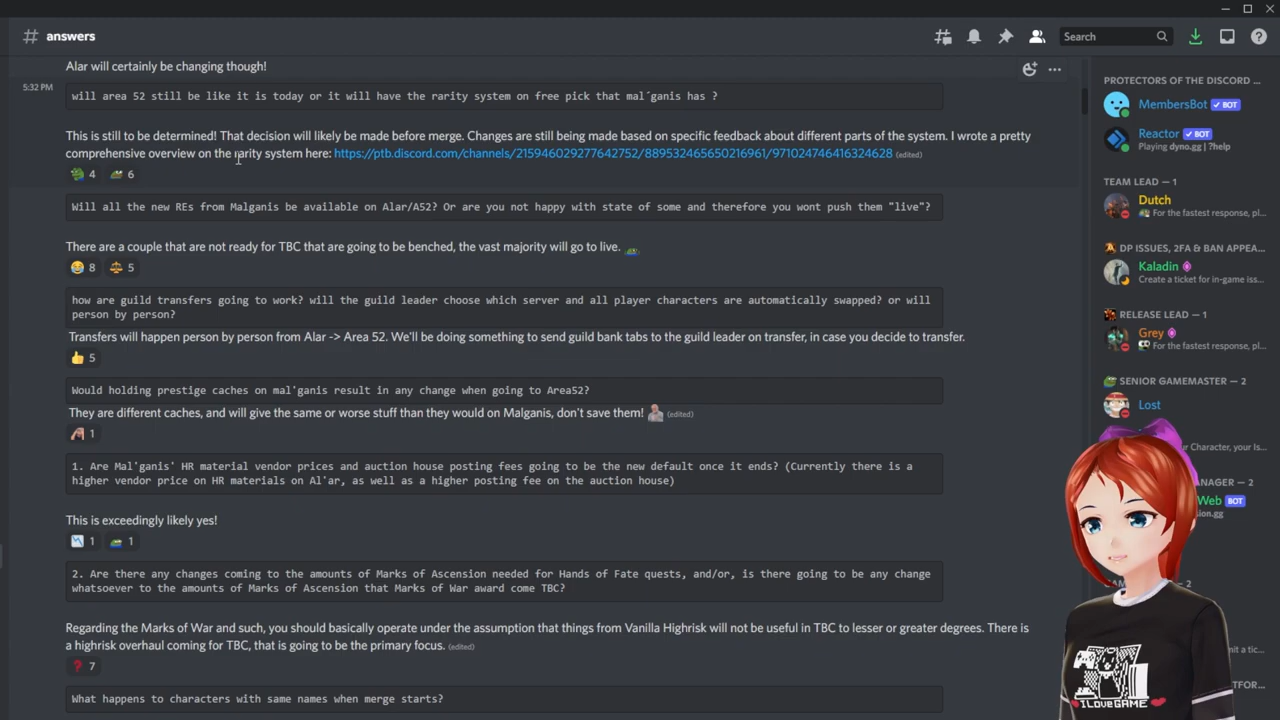 answers
Search
Alar will certainly be changing though!
5:32 PM
will area 52 still be like it is today or it will have the rarity system on free pick that mal´ganis has ?
This is still to be determined! That decision will likely be made before merge. Changes are still being made based on specific feedback about different parts of the system. I wrote a pretty
comprehensive overview on the rarity system here: https://ptb.discord.com/channels/215946029277642752/889532465650216961/971024746416324628 (edited)
4 6
Will all the new REs from Malganis be available on Alar/A52? Or are you not happy with state of some and therefore you wont push them "live"?
There are a couple that are not ready for TBC that are going to be benched, the vast majority will go to live.
8 5
how are guild transfers going to work? will the guild leader choose which server and all player characters are automatically swapped? or will
person by person?
Transfers will happen person by person from Alar -> Area 52. We'll be doing something to send guild bank tabs to the guild leader on transfer, in case you decide to transfer.
5
Would holding prestige caches on mal'ganis result in any change when going to Area52?
They are different caches, and will give the same or worse stuff than they would on Malganis, don't save them! (edited)
1
1. Are Mal'ganis' HR material vendor prices and auction house posting fees going to be the new default once it ends? (Currently there is a
higher vendor price on HR materials on Al'ar, as well as a higher posting fee on the auction house)
This is exceedingly likely yes!
1 1
2. Are there any changes coming to the amounts of Marks of Ascension needed for Hands of Fate quests, and/or, is there going to be any change
whatsoever to the amounts of Marks of Ascension that Marks of War award come TBC?
Regarding the Marks of War and such, you should basically operate under the assumption that things from Vanilla Highrisk will not be useful in TBC to lesser or greater degrees. There is
a highrisk overhaul coming for TBC, that is going to be the primary focus. (edited)
7
What happens to characters with same names when merge starts?
PROTECTORS OF THE DISCORD ...
MembersBot BOT
Reactor BOT
Playing dyno.gg | ?help
TEAM LEAD — 1
Dutch
For the fastest response, pl...
DP ISSUES, 2FA & BAN APPEA...
Kaladin
Create a ticket for in-game iss...
RELEASE LEAD — 1
Grey
For the fastest response, pl...
SENIOR GAMEMASTER — 2
Lost
r Character, your Is...
ANAGER — 2
Web BOT
sion.gg
— 2
nit a tic...
TFOR...
I LOVE GAME